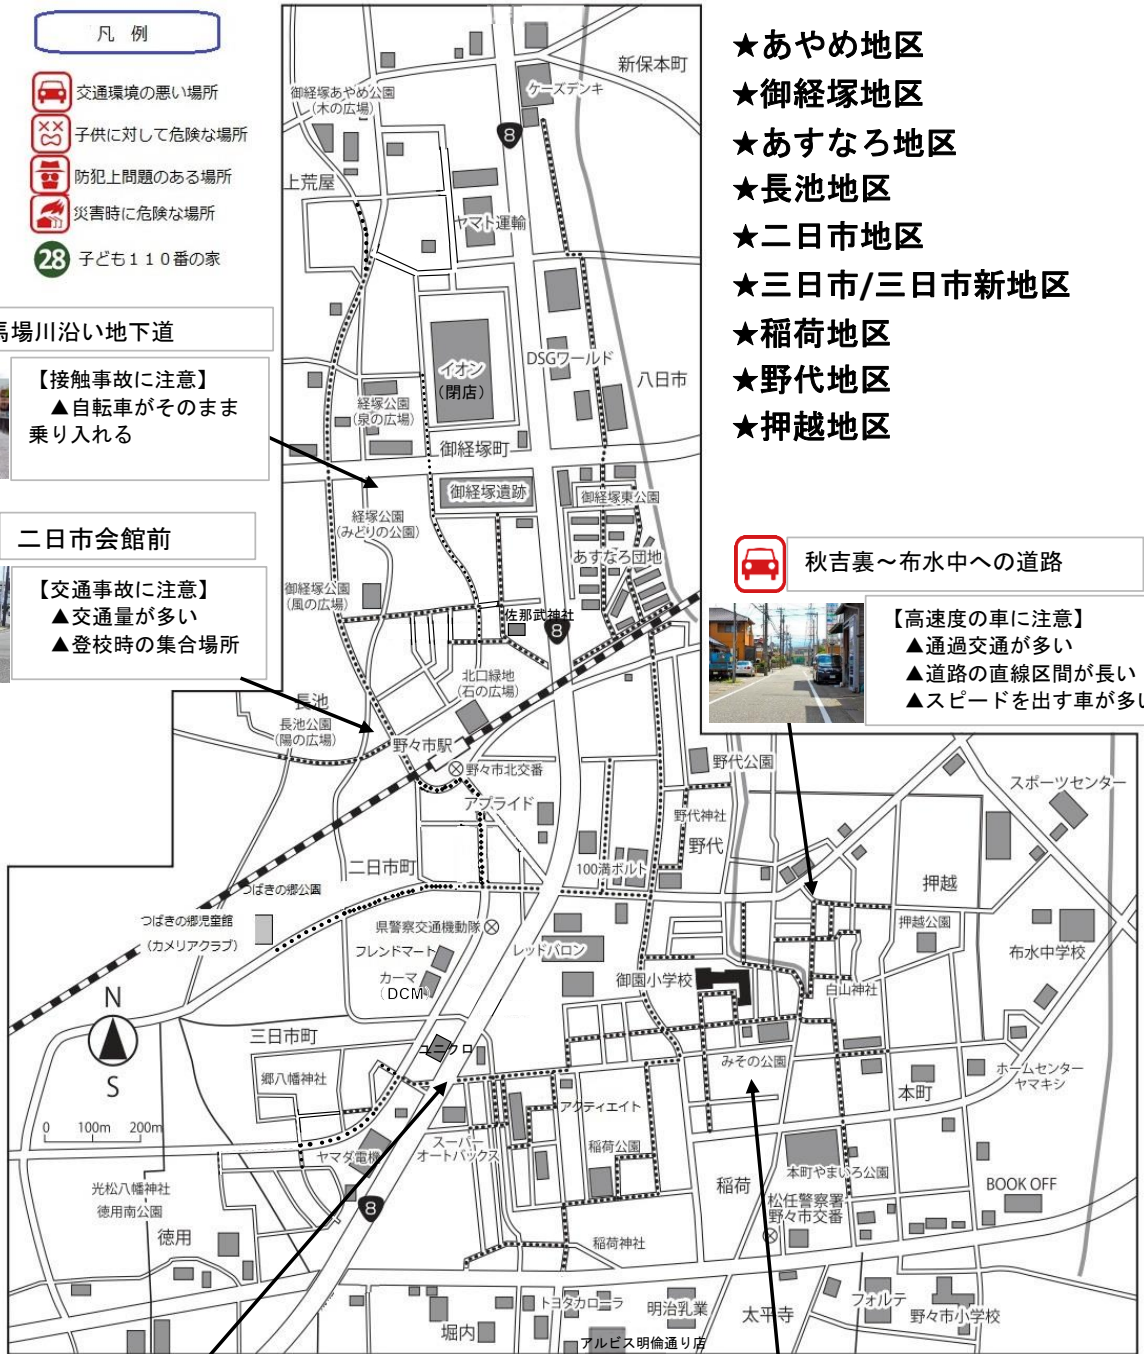 凡 例
交通環境の悪い場所
子供に対して危険な場所
防犯上問題のある場所
災害時に危険な場所
28 子ども110番の家
★あやめ地区
★御経塚地区
★あすなろ地区
★長池地区
★二日市地区
★三日市/三日市新地区
★稲荷地区
★野代地区
★押越地区
馬場川沿い地下道
【接触事故に注意】
▲自転車がそのまま
乗り入れる
二日市会館前
【交通事故に注意】
▲交通量が多い
▲登校時の集合場所
秋吉裏～布水中への道路
【高速度の車に注意】
▲通過交通が多い
▲道路の直線区間が長い
▲スピードを出す車が多い
新保本町
ケーズデンキ
御経塚あやめ公園
(木の広場)
8
上荒屋
ヤマト運輸
イオン
(閉店)
DSGワールド
八日市
経塚公園
(泉の広場)
御経塚町
御経塚遺跡
御経塚東公園
経塚公園
(みどりの公園)
あすなろ団地
御経塚公園
(風の広場)
佐那武神社
8
北口緑地
(石の広場)
長池
長池公園
(陽の広場)
野々市駅
野々市北交番
アプライド
野代公園
野代神社
野代
スポーツセンター
二日市町
100満ボルト
押越
つばきの郷公園
つばきの郷児童館
(カメリアクラブ)
県警察交通機動隊
フレンドマート
レッドバロン
カーマ
(DCM)
御園小学校
押越公園
布水中学校
白山神社
N
S
三日市町
ユニクロ
郷八幡神社
みその公園
ホームセンター
ヤマキシ
本町
0 100m 200m
アクティエイト
ヤマダ電機
スーパー
オートバックス
稲荷公園
本町やまいろ公園
光松八幡神社
徳用南公園
8
稲荷
松任警察署
野々市交番
BOOK OFF
徳用
稲荷神社
トヨタカローラ
明治乳業
太平寺
フォルテ
野々市小学校
堀内
アルビス明倫通り店